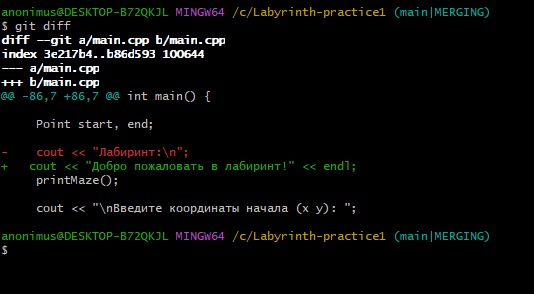 anonimus@DESKTOP-B72QKJL MINGW64 /c/Labyrinth-practice1 (main|MERGING)
$ git diff
diff --git a/main.cpp b/main.cpp
index 3e217b4..b86d593 100644
--- a/main.cpp
+++ b/main.cpp
@@ -86,7 +86,7 @@ int main() {

     Point start, end;

-    cout << "Лабиринт:\n";
+   cout << "Добро пожаловать в лабиринт!" << endl;
     printMaze();

     cout << "\nВведите координаты начала (x y): ";

anonimus@DESKTOP-B72QKJL MINGW64 /c/Labyrinth-practice1 (main|MERGING)
$